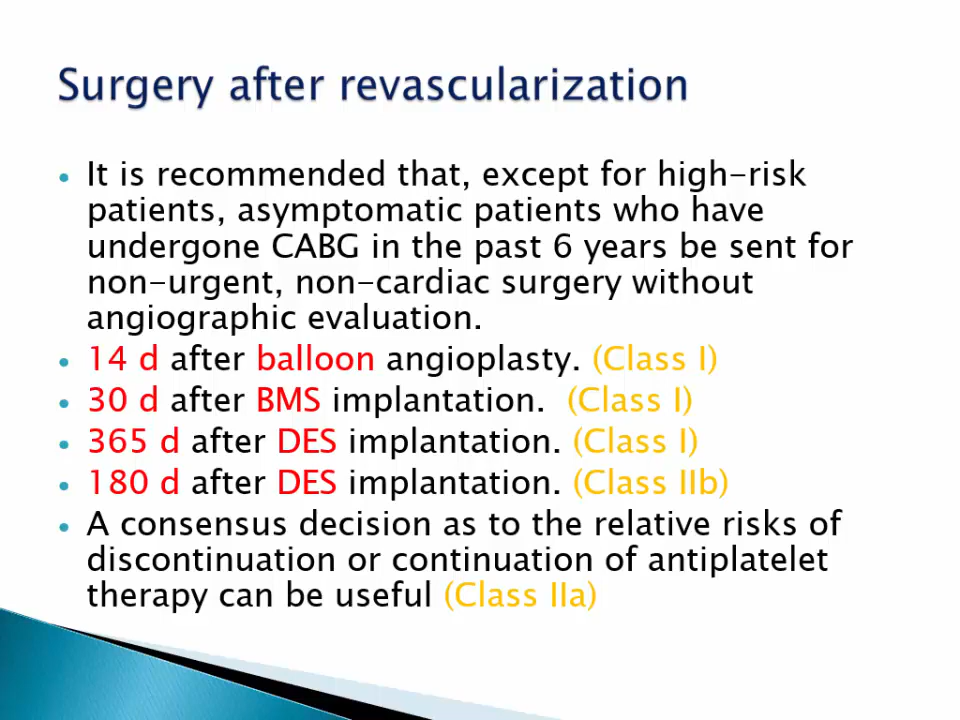 Surgery after revascularization
• It is recommended that, except for high-risk
patients, asymptomatic patients who have
undergone CABG in the past 6 years be sent for
non-urgent, non-cardiac surgery without
angiographic evaluation.
• 14 d after balloon angioplasty. (Class I)
• 30 d after BMS implantation. (Class I)
• 365 d after DES implantation. (Class I)
• 180 d after DES implantation. (Class IIb)
• A consensus decision as to the relative risks of
discontinuation or continuation of antiplatelet
therapy can be useful (Class IIa)